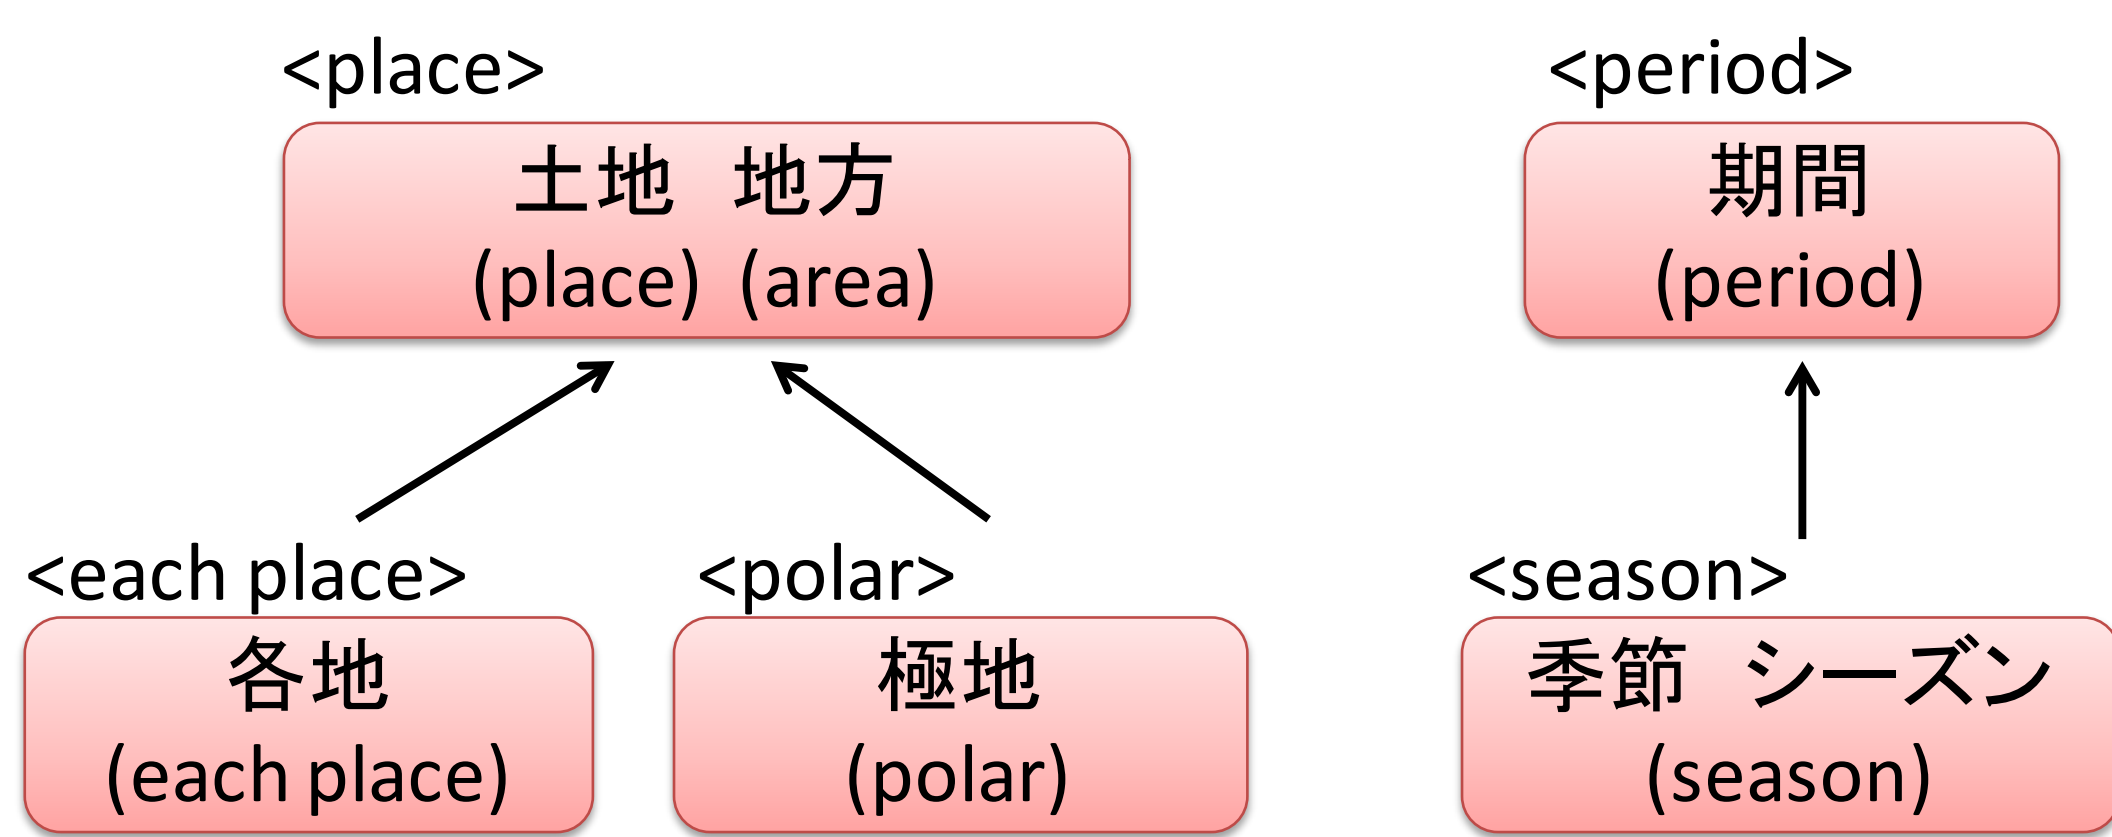 <place>
土地　地方
(place) (area)
<period>
期間
(period)
<each place>
各地
(each place)
<polar>
極地
(polar)
<season>
季節　シーズン
(season)